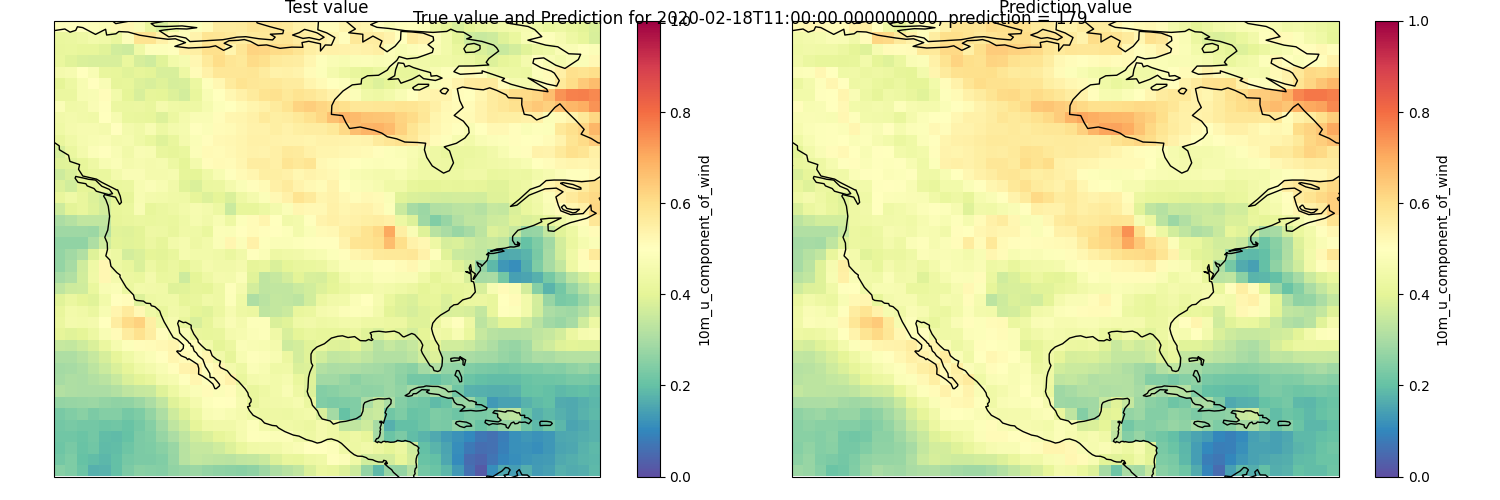 Test value
Prediction value
True value and Prediction for 2020-02-18T11:00:00.000000000, prediction = 179
1.0
0.8
0.6
0.4
0.2
0.0
10m_u_component_of_wind
1.0
0.8
0.6
0.4
0.2
0.0
10m_u_component_of_wind